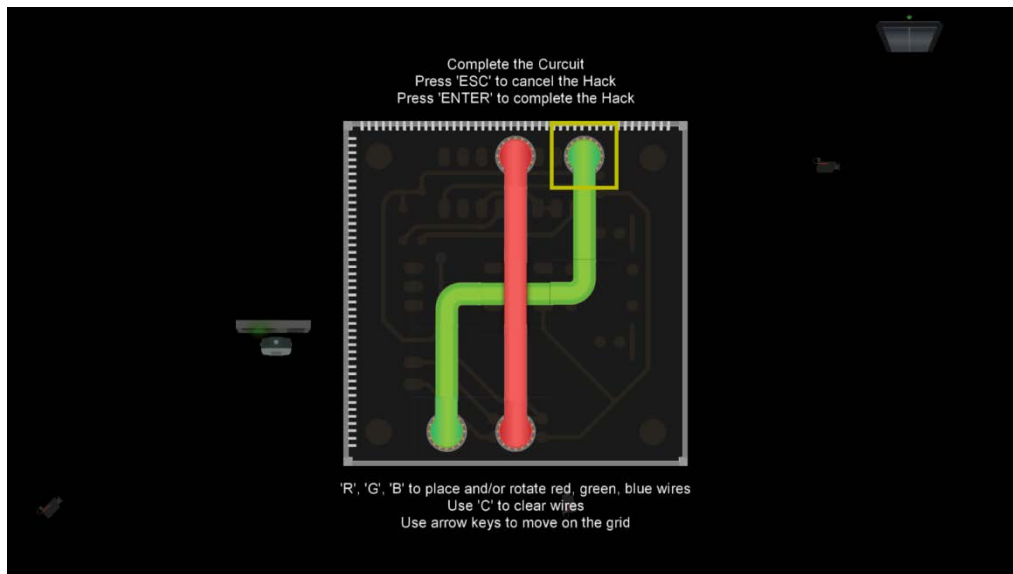 Complete the Curcuit
Press 'ESC' to cancel the Hack
Press 'ENTER' to complete the Hack
'R', 'G', 'B' to place and/or rotate red, green, blue wires
Use 'C' to clear wires
Use arrow keys to move on the grid